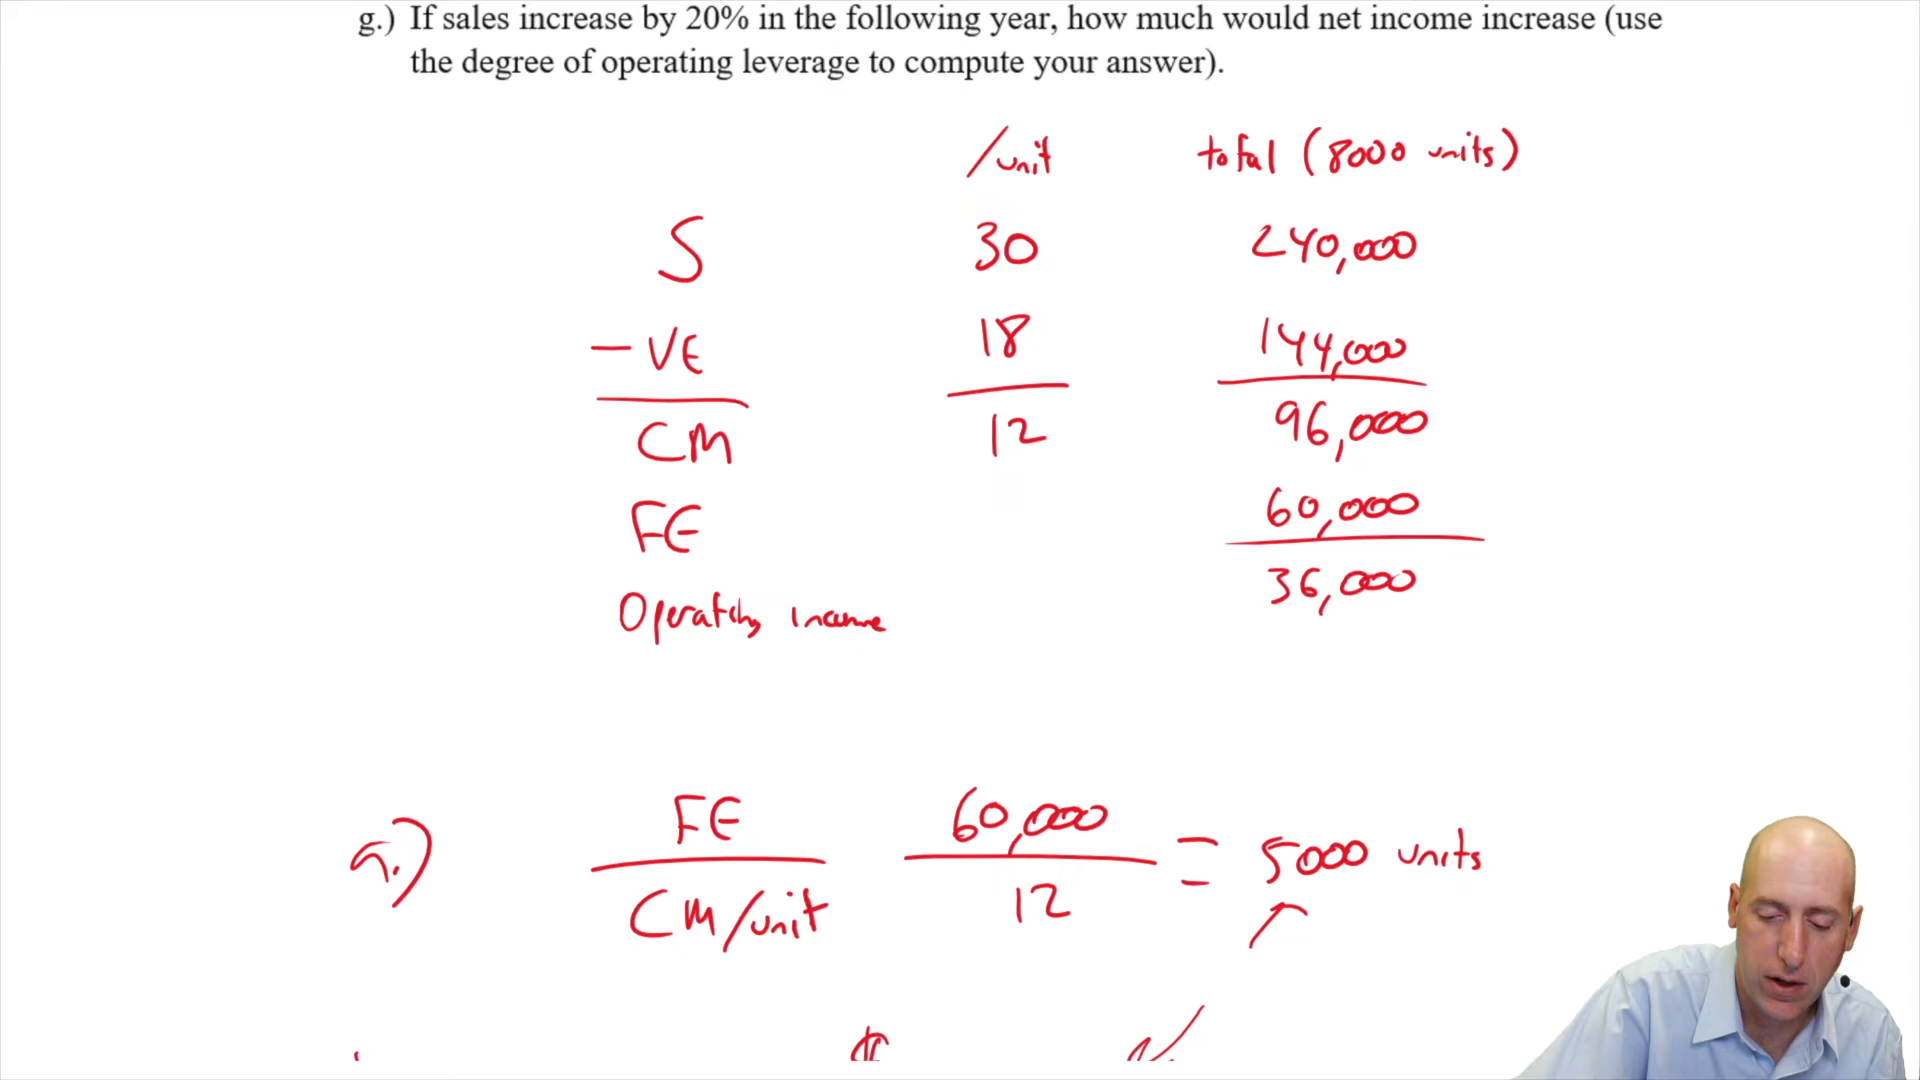 g.) If sales increase by 20% in the following year, how much would net income increase (use
the degree of operating leverage to compute your answer).
/unit total (8000 units)
S 30 240,000
- VE 18 144,000
CM 12 96,000
FE 60,000
Operating income 36,000
a.) FE / CM/unit 60,000 / 12 = 5000 units